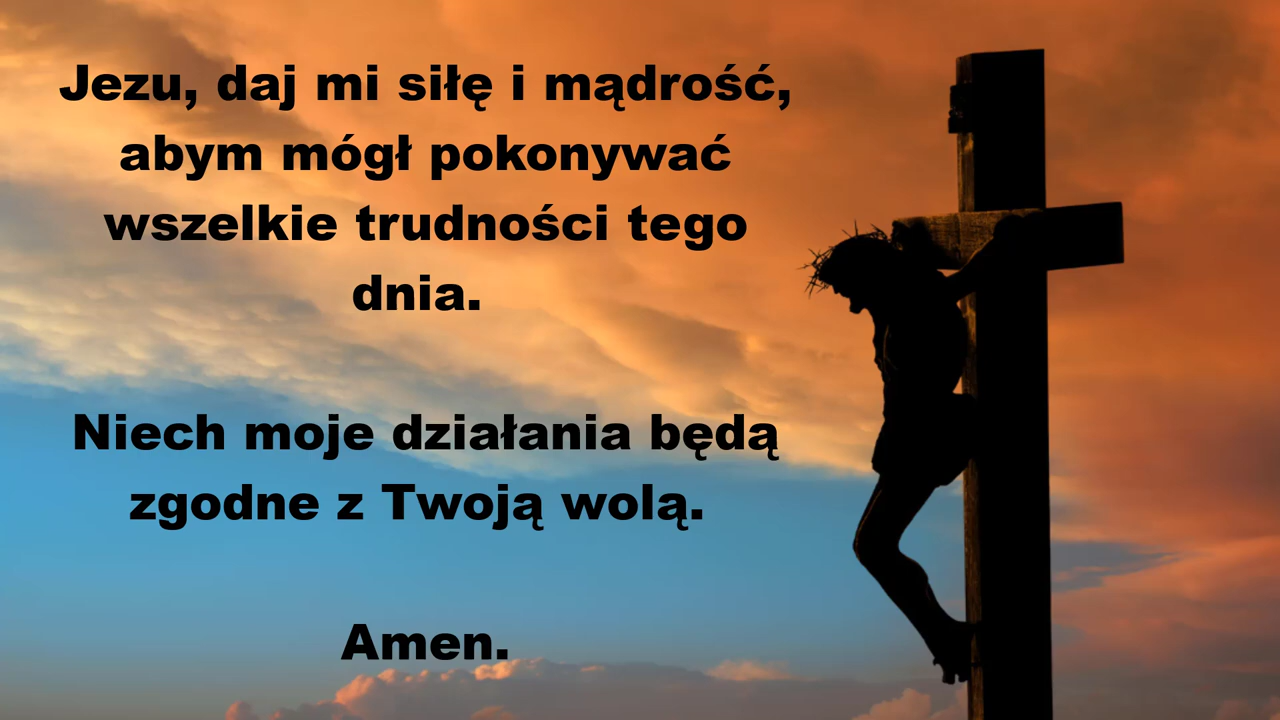 Jezu, daj mi siłę i mądrość,
abym mógł pokonywać
wszelkie trudności tego
dnia.
Niech moje działania będą
zgodne z Twoją wolą.
Amen.